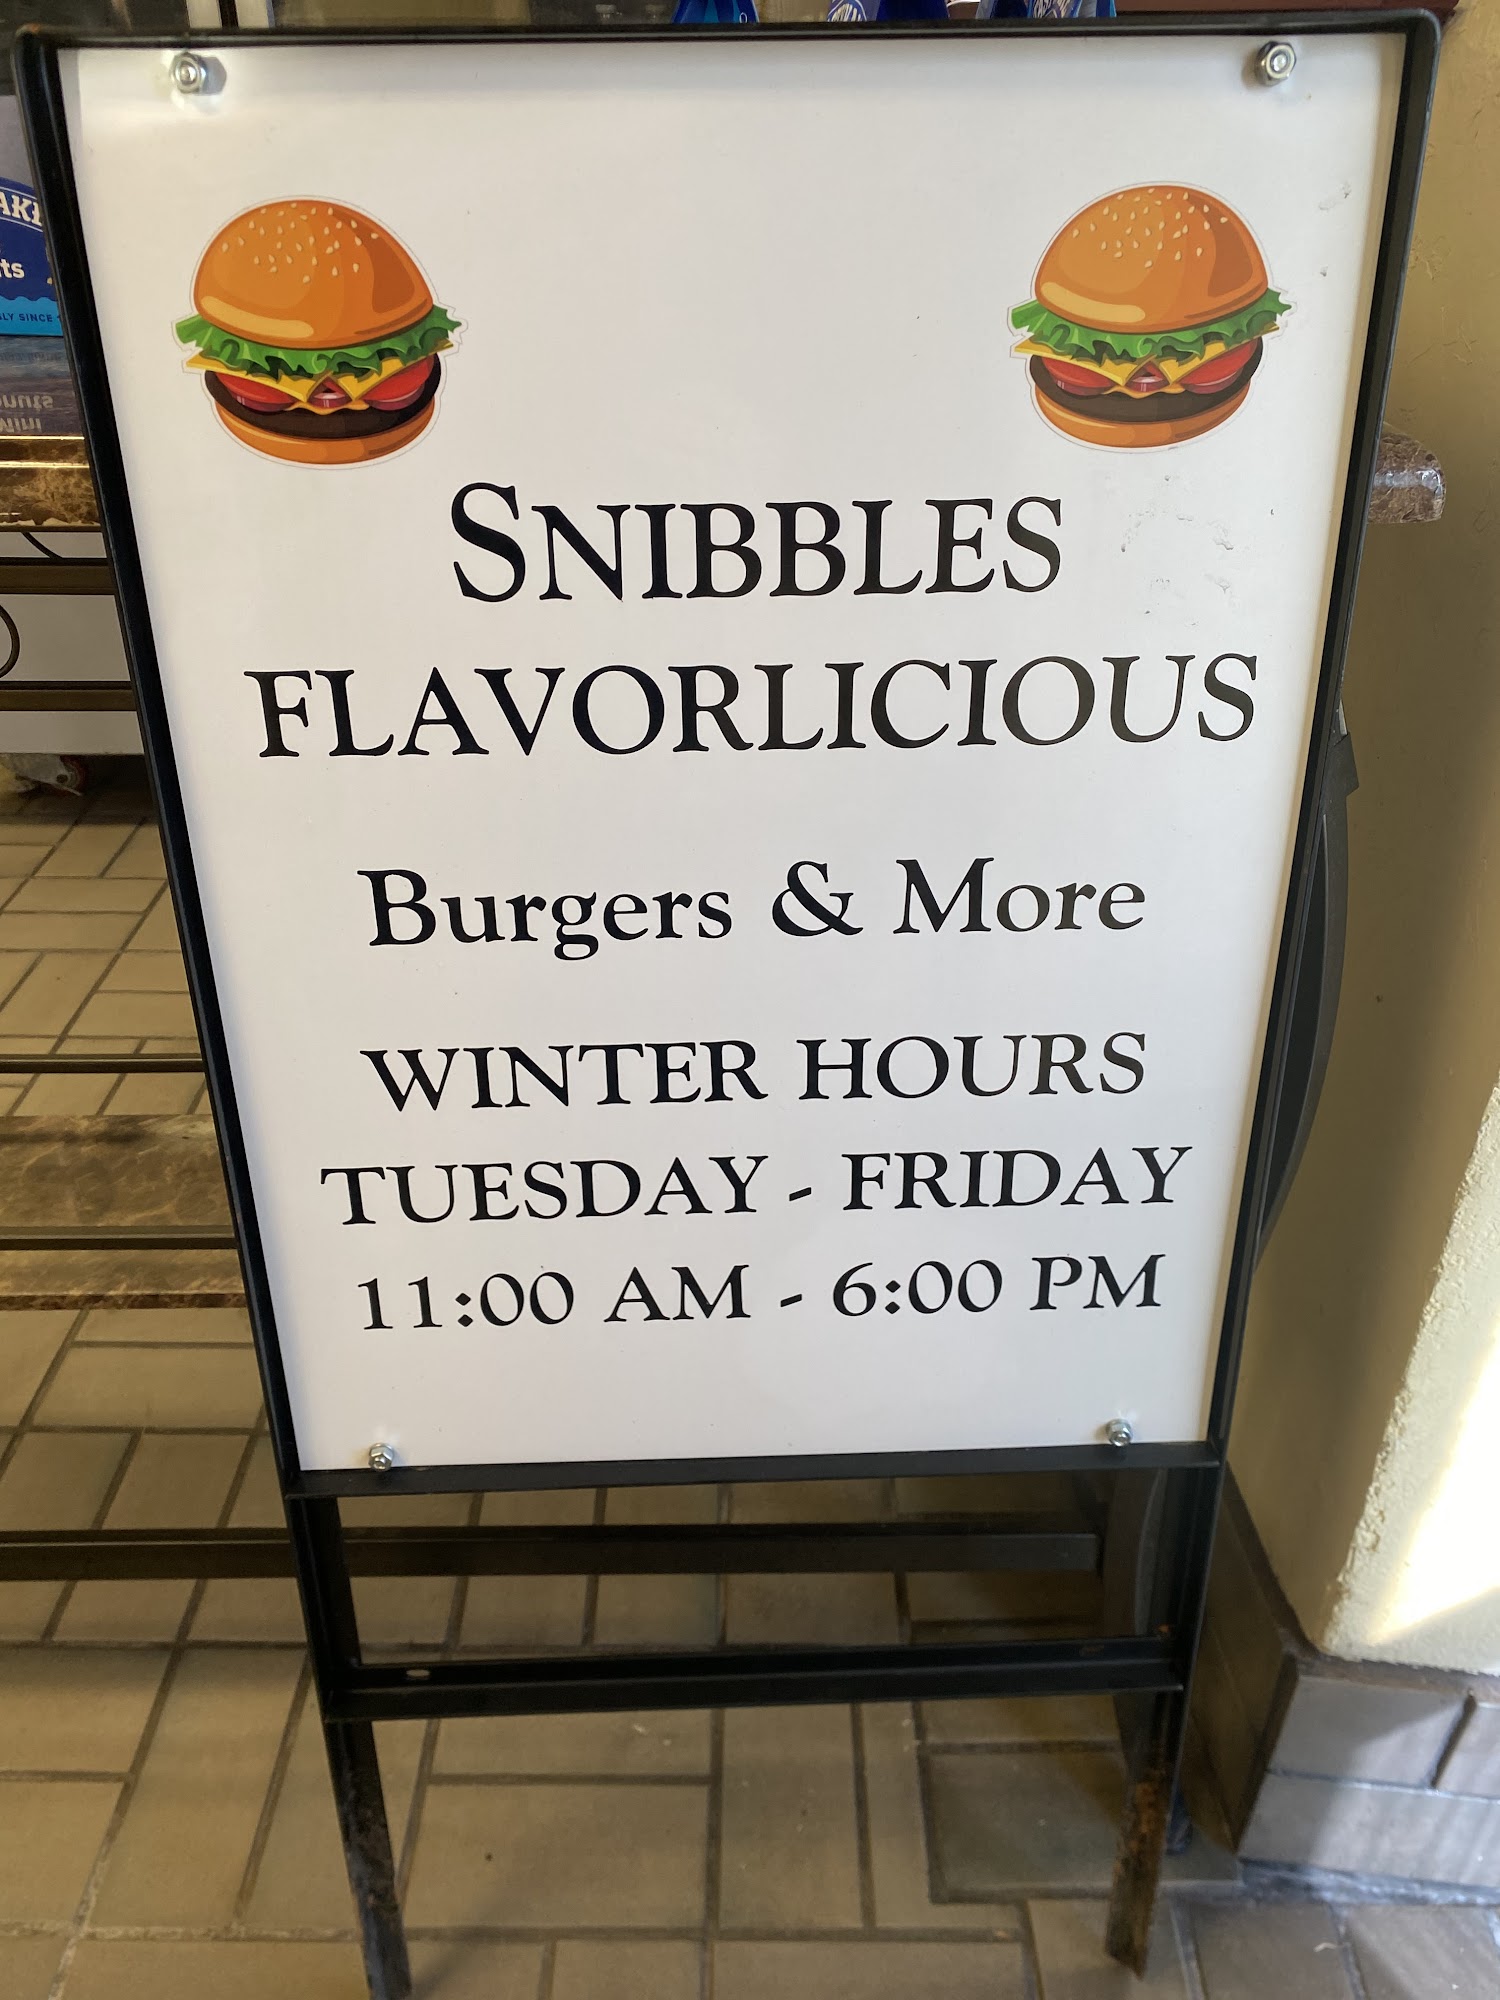 SNIBBLES
FLAVORLICIOUS
Burgers & More
WINTER HOURS
TUESDAY - FRIDAY
11:00 AM - 6:00 PM